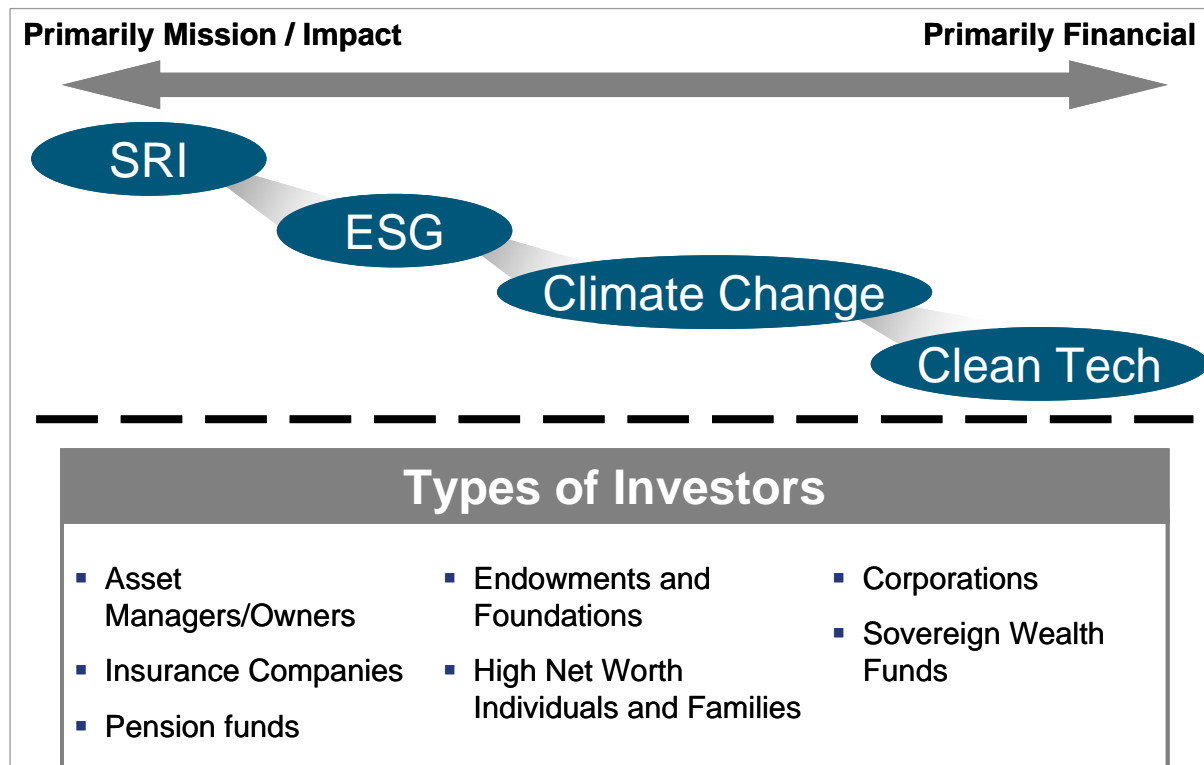 Primarily Mission / Impact
Primarily Financial
SRI
ESG
Climate Change
Clean Tech
Types of Investors
▪ Asset
Managers/Owners
▪ Insurance Companies
▪ Pension funds
▪ Endowments and
Foundations
▪ High Net Worth
Individuals and Families
▪ Corporations
▪ Sovereign Wealth
Funds